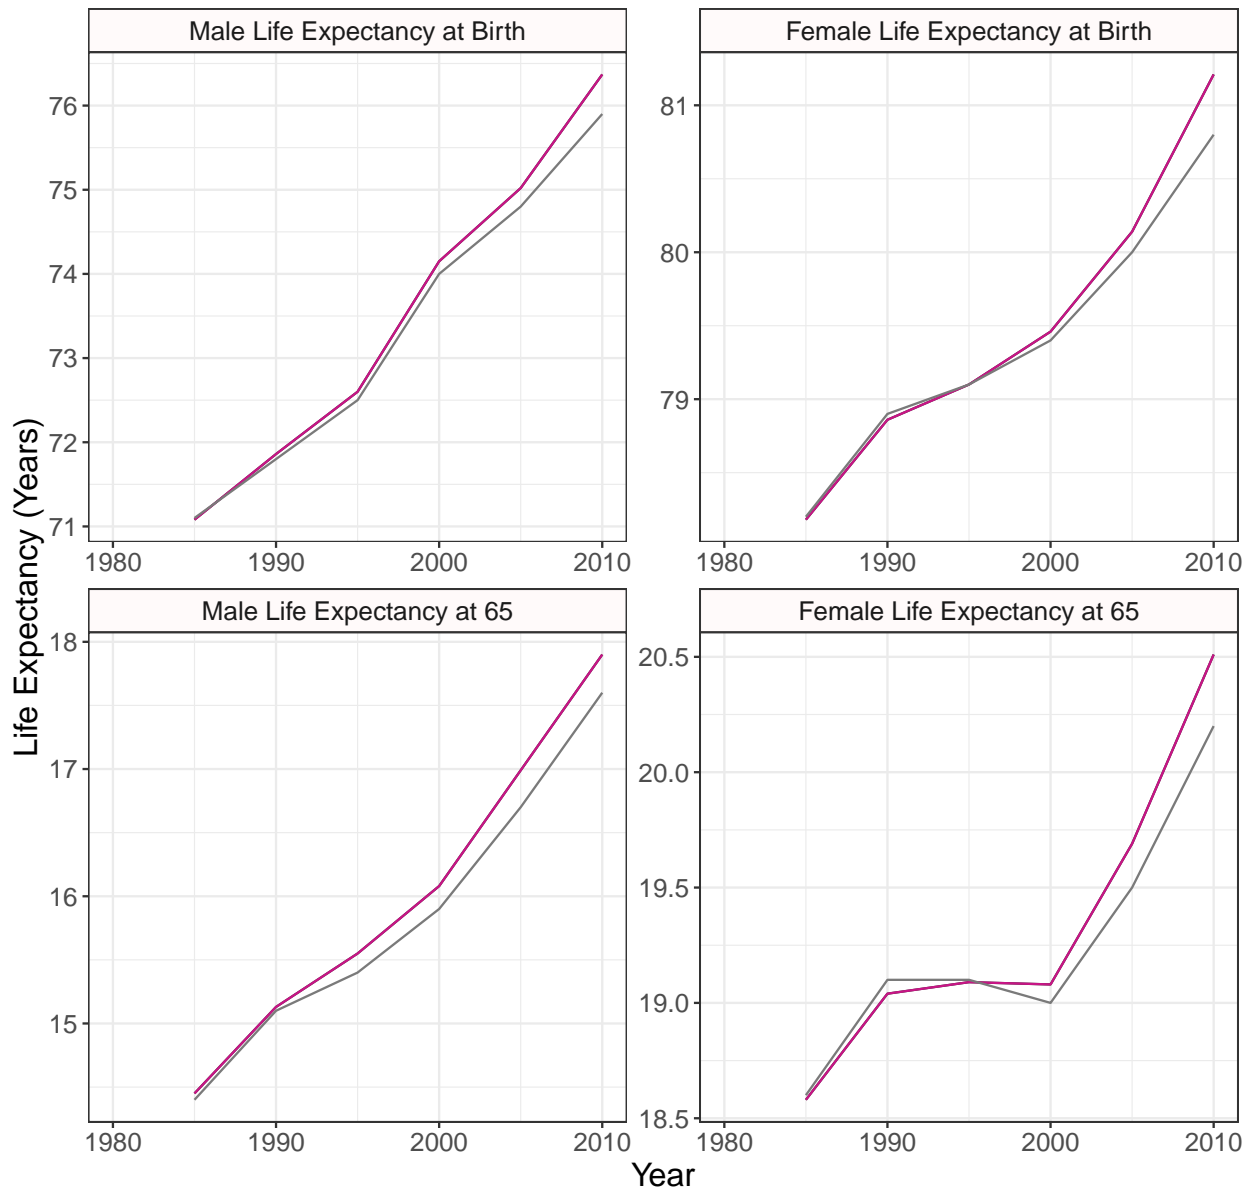 Male Life Expectancy at Birth
Female Life Expectancy at Birth
76
75
74
73
72
71
81
80
79
1980 1990 2000 2010
1980 1990 2000 2010
Life Expectancy (Years)
Male Life Expectancy at 65
Female Life Expectancy at 65
18
17
16
15
20.5
20.0
19.5
19.0
18.5
1980 1990 2000 2010
1980 1990 2000 2010
Year